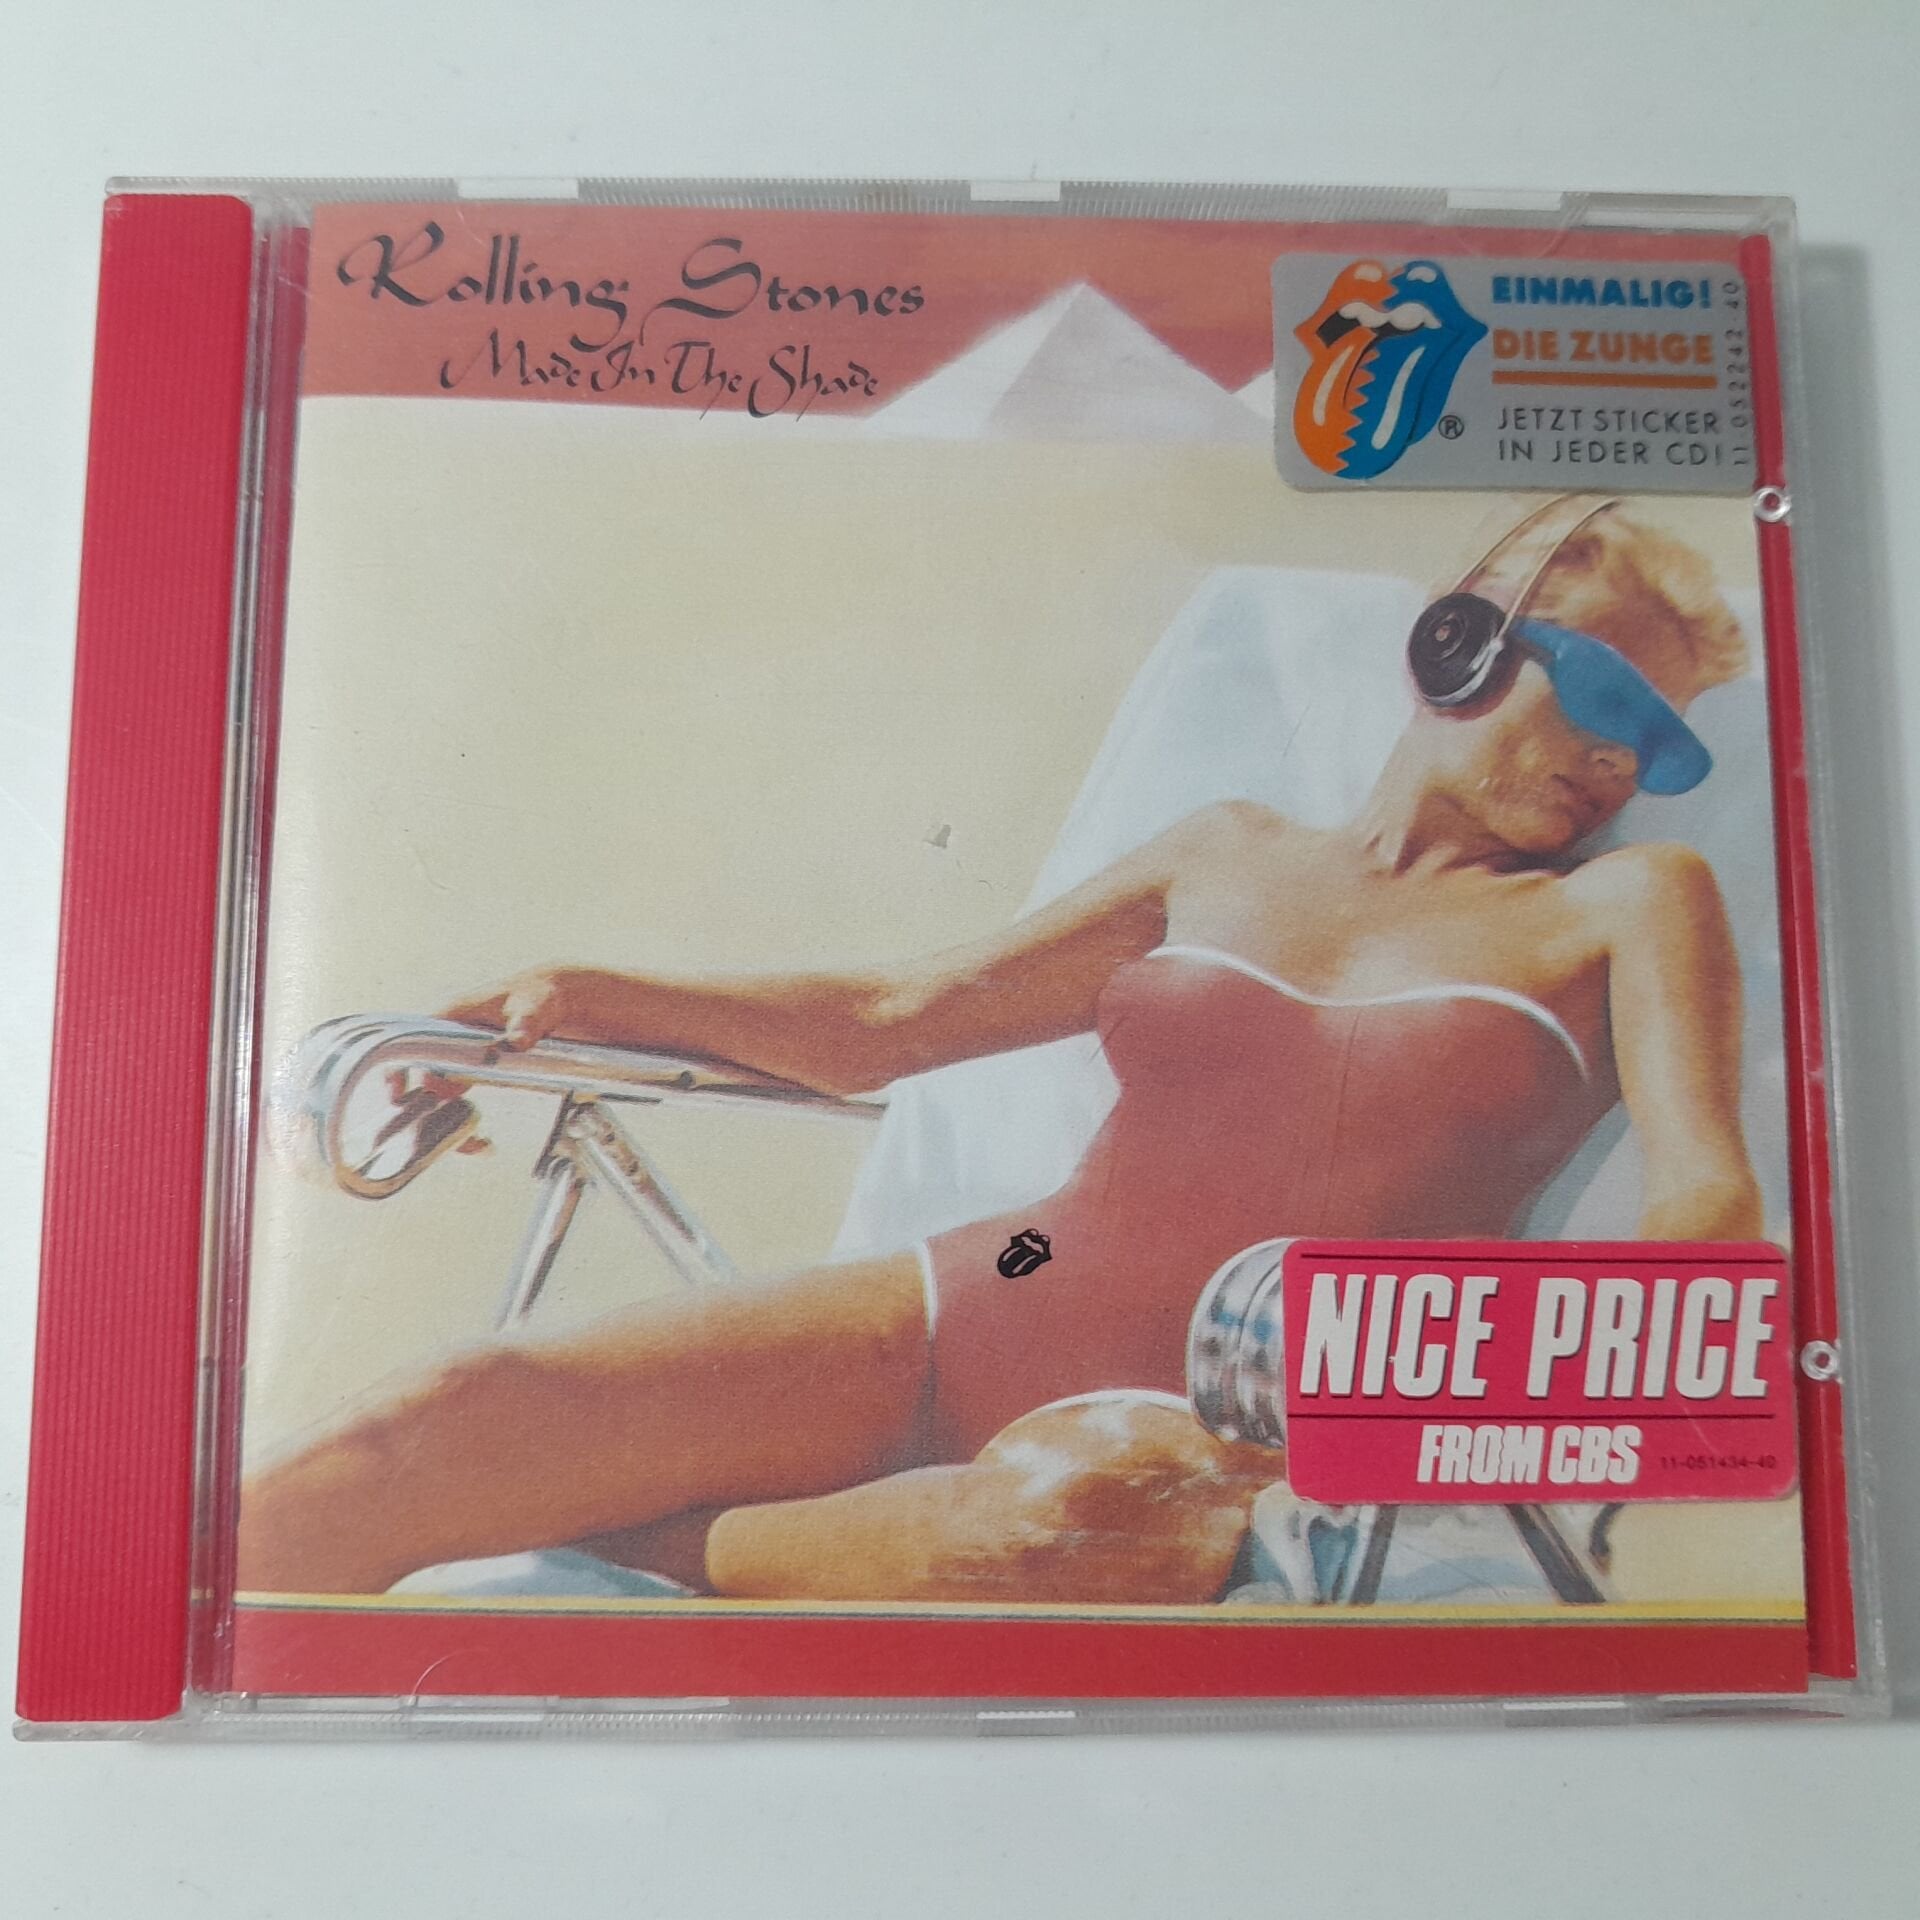 Rolling Stones
Made In The Shade
EINMALIG!
DIE ZUNGE
®
JETZT STICKER
IN JEDER CD!
11-052242-40
NICE PRICE
FROM CBS
11-051434-40